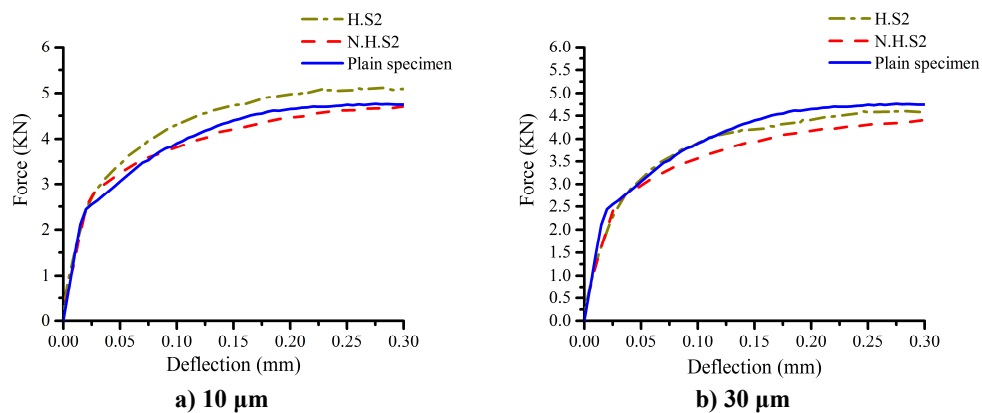 H.S2
N.H.S2
Plain specimen
6
5
4
3
2
1
0
Force (KN)
0.00 0.05 0.10 0.15 0.20 0.25 0.30
Deflection (mm)
a) 10 µm
H.S2
N.H.S2
Plain specimen
6.0
5.5
5.0
4.5
4.0
3.5
3.0
2.5
2.0
1.5
1.0
0.5
0.0
Force (KN)
0.00 0.05 0.10 0.15 0.20 0.25 0.30
Deflection (mm)
b) 30 µm